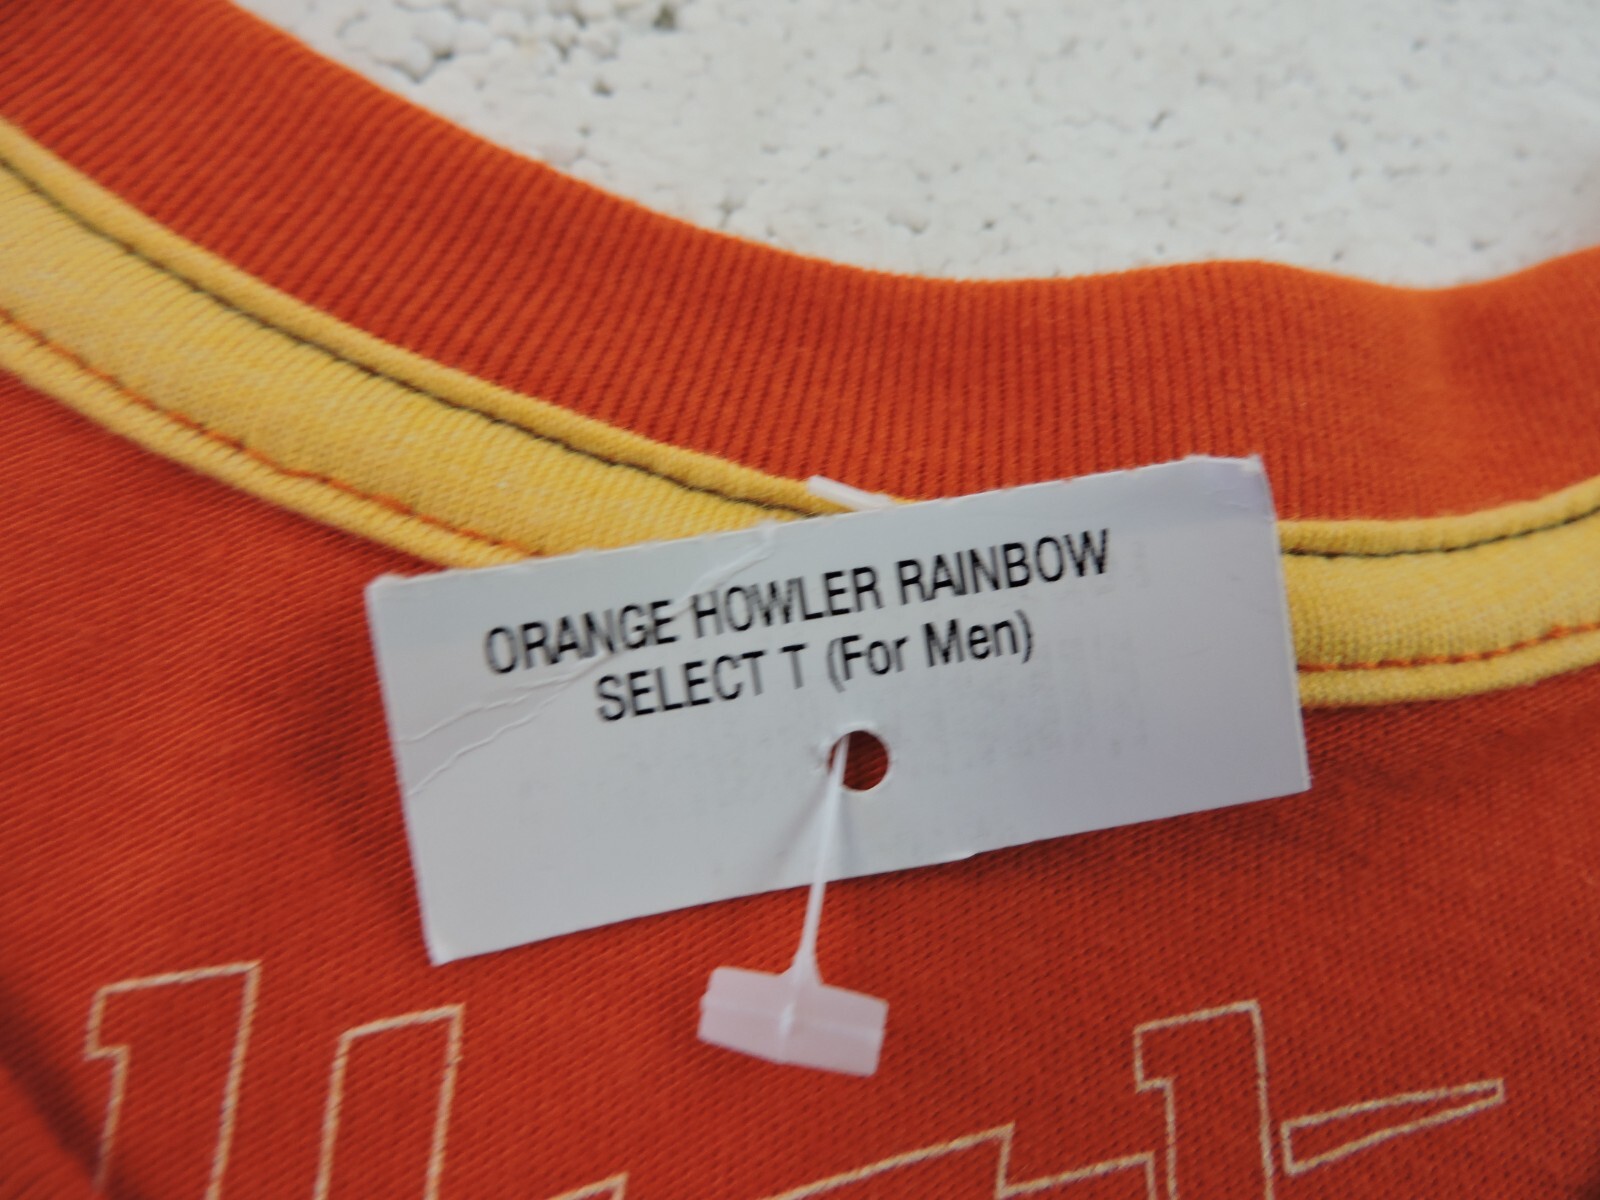 ORANGE HOWLER RAINBOW
SELECT T (For Men)